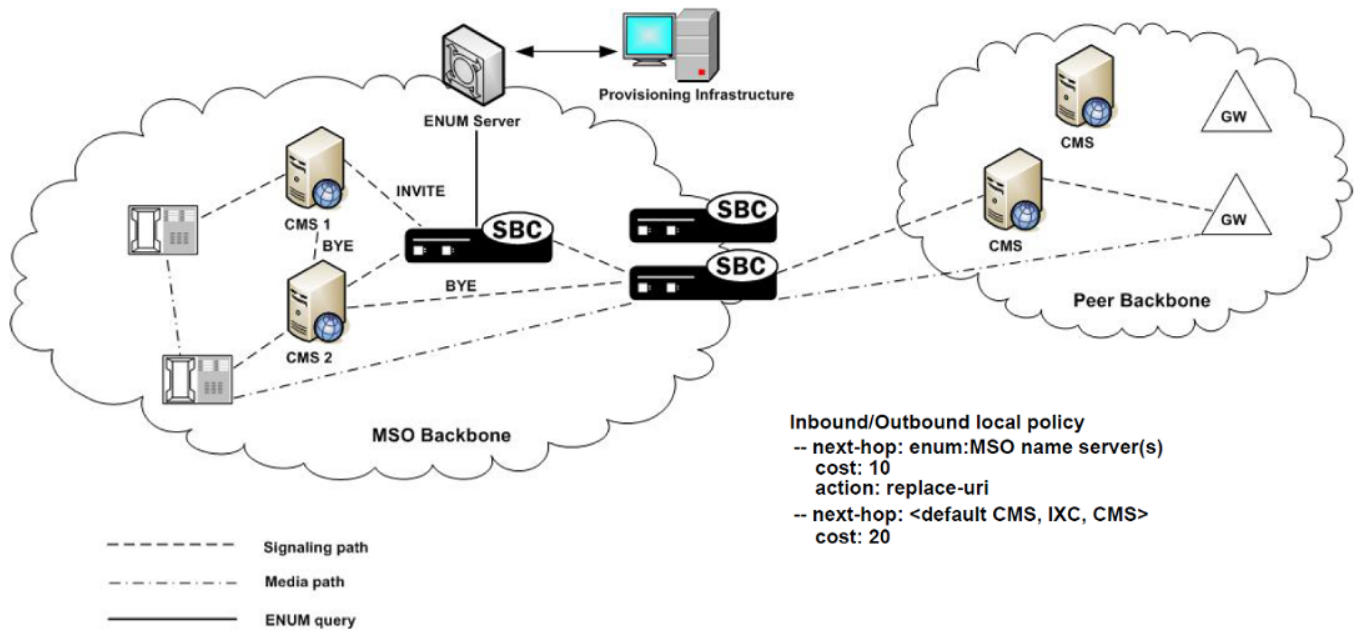 Provisioning Infrastructure
ENUM Server
CMS
GW
INVITE
CMS 1
SBC
SBC
BYE
SBC
CMS
GW
BYE
CMS 2
Peer Backbone
MSO Backbone
Inbound/Outbound local policy
-- next-hop: enum:MSO name server(s)
cost: 10
action: replace-uri
-- next-hop: <default CMS, IXC, CMS>
cost: 20
Signaling path
Media path
ENUM query